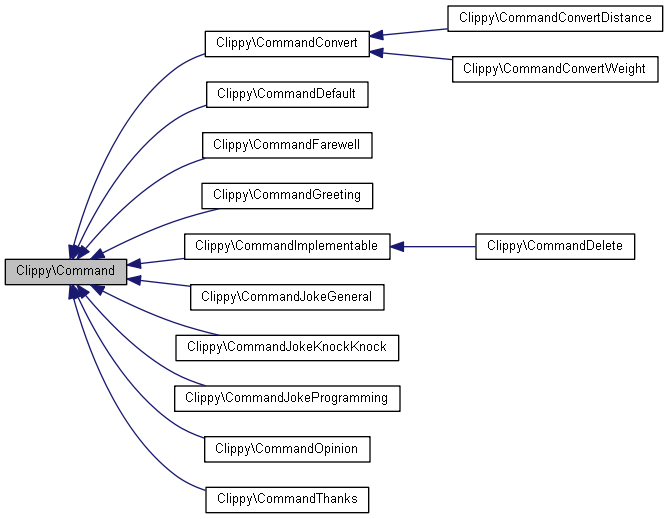 Clippy\CommandConvertDistance
Clippy\CommandConvert
Clippy\CommandConvertWeight
Clippy\CommandDefault
Clippy\CommandFarewell
Clippy\CommandGreeting
Clippy\CommandImplementable
Clippy\CommandDelete
Clippy\Command
Clippy\CommandJokeGeneral
Clippy\CommandJokeKnockKnock
Clippy\CommandJokeProgramming
Clippy\CommandOpinion
Clippy\CommandThanks